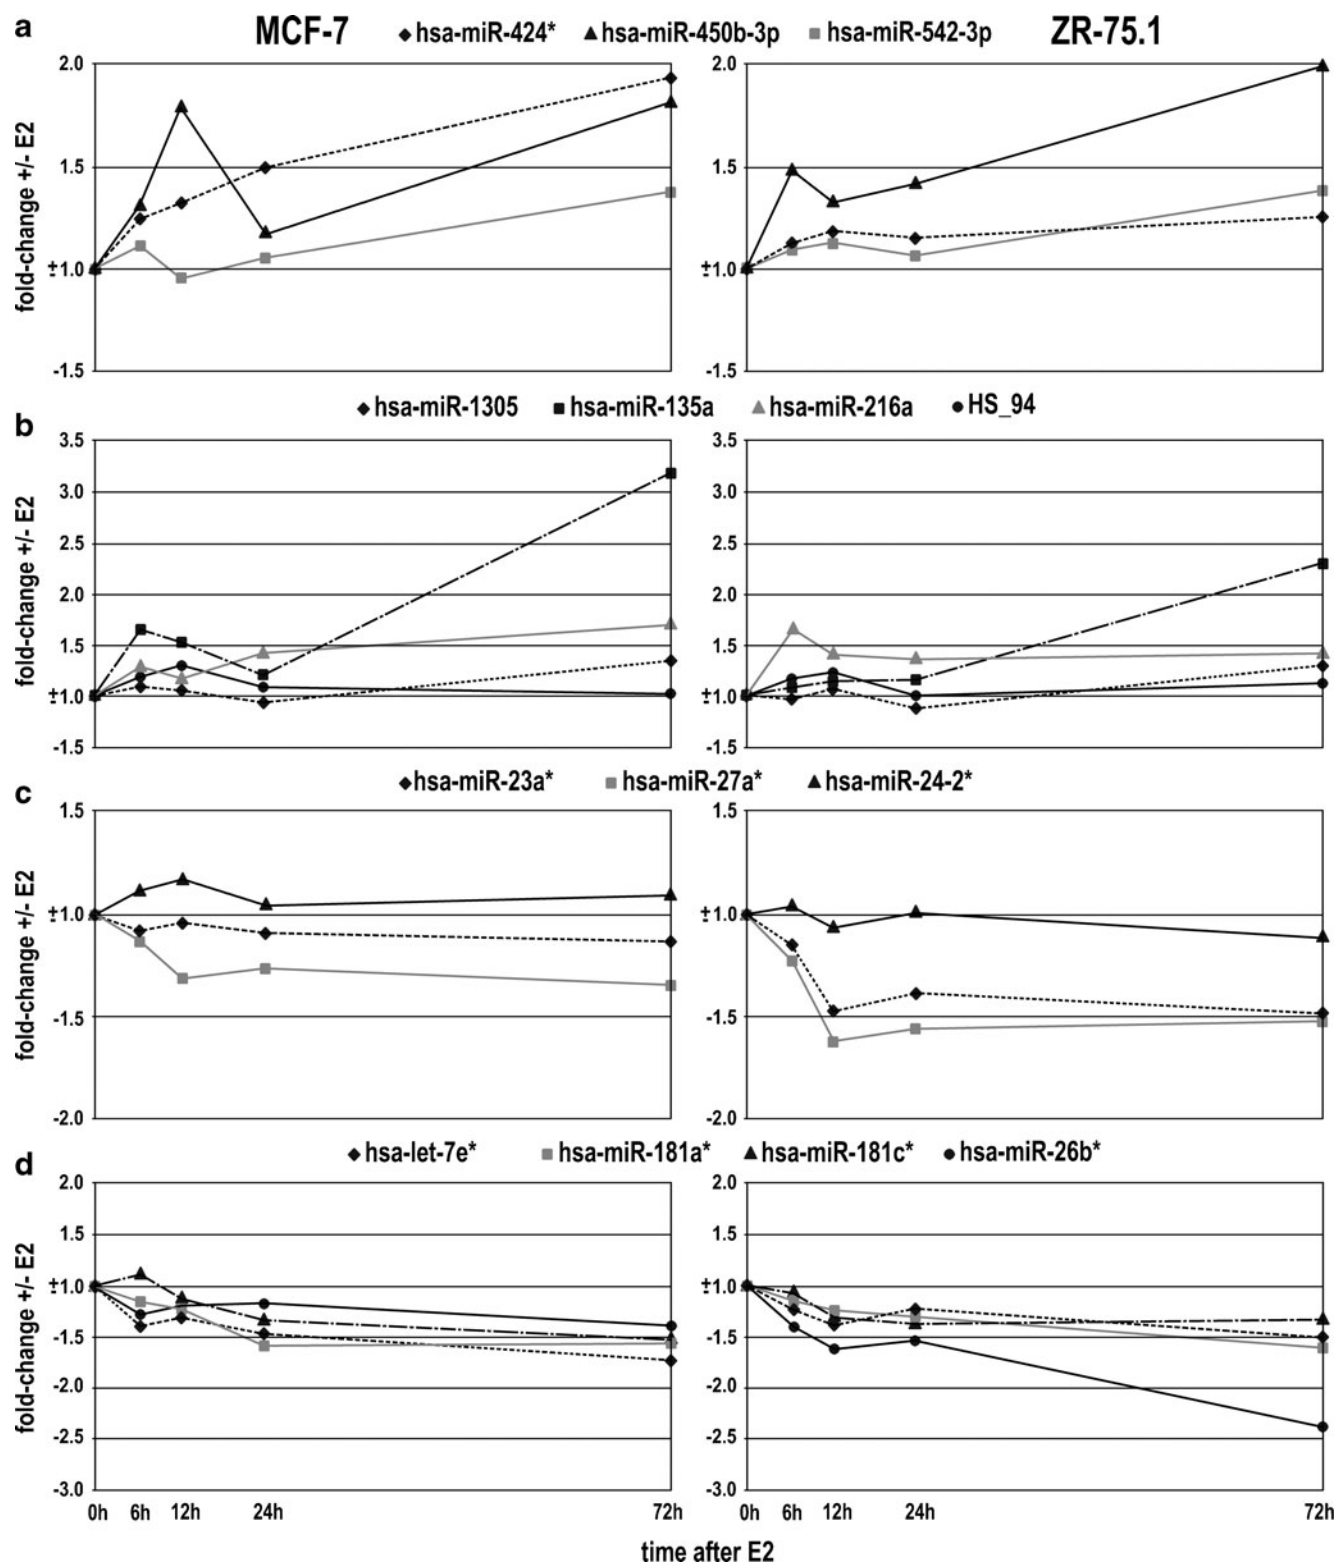 a MCF-7 hsa-miR-424* hsa-miR-450b-3p hsa-miR-542-3p ZR-75.1
fold-change +/- E2
2.0 2.0
1.5 1.5
±1.0 ±1.0
-1.5 -1.5
b hsa-miR-1305 hsa-miR-135a hsa-miR-216a HS_94
fold-change +/- E2
3.5 3.5
3.0 3.0
2.5 2.5
2.0 2.0
1.5 1.5
±1.0 ±1.0
-1.5 -1.5
c hsa-miR-23a* hsa-miR-27a* hsa-miR-24-2*
fold-change +/- E2
1.5 1.5
±1.0 ±1.0
-1.5 -1.5
-2.0 -2.0
d hsa-let-7e* hsa-miR-181a* hsa-miR-181c* hsa-miR-26b*
fold-change +/- E2
2.0 2.0
1.5 1.5
±1.0 ±1.0
-1.5 -1.5
-2.0 -2.0
-2.5 -2.5
-3.0 -3.0
0h 6h 12h 24h 72h 0h 6h 12h 24h 72h
time after E2